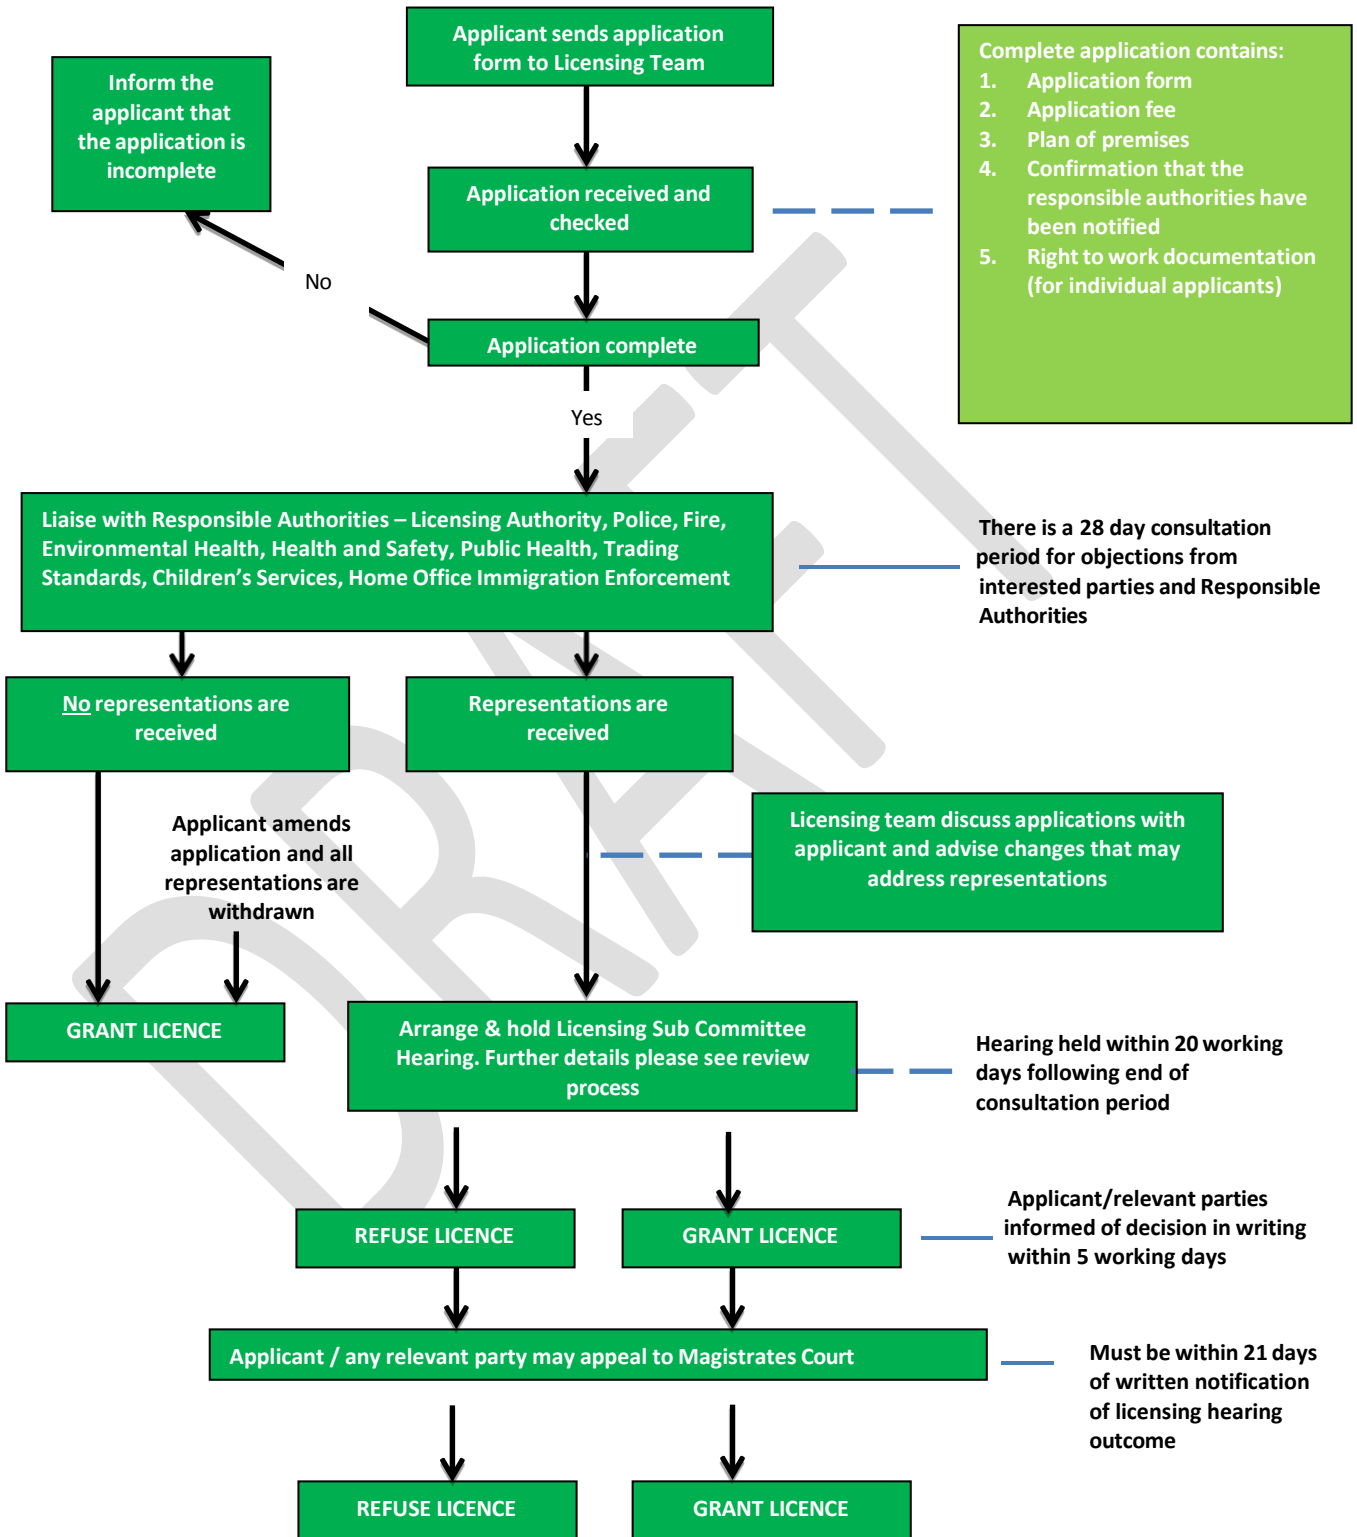 Applicant sends application
form to Licensing Team
Complete application contains:
1. Application form
2. Application fee
3. Plan of premises
4. Confirmation that the
responsible authorities have
been notified
5. Right to work documentation
(for individual applicants)
Inform the
applicant that
the application is
incomplete
Application received and
checked
No
Application complete
Yes
Liaise with Responsible Authorities – Licensing Authority, Police, Fire,
Environmental Health, Health and Safety, Public Health, Trading
Standards, Children’s Services, Home Office Immigration Enforcement
There is a 28 day consultation
period for objections from
interested parties and Responsible
Authorities
No representations are
received
Representations are
received
Applicant amends
application and all
representations are
withdrawn
Licensing team discuss applications with
applicant and advise changes that may
address representations
GRANT LICENCE
Arrange & hold Licensing Sub Committee
Hearing. Further details please see review
process
Hearing held within 20 working
days following end of
consultation period
REFUSE LICENCE
GRANT LICENCE
Applicant/relevant parties
informed of decision in writing
within 5 working days
Applicant / any relevant party may appeal to Magistrates Court
Must be within 21 days
of written notification
of licensing hearing
outcome
REFUSE LICENCE
GRANT LICENCE
DRAFT